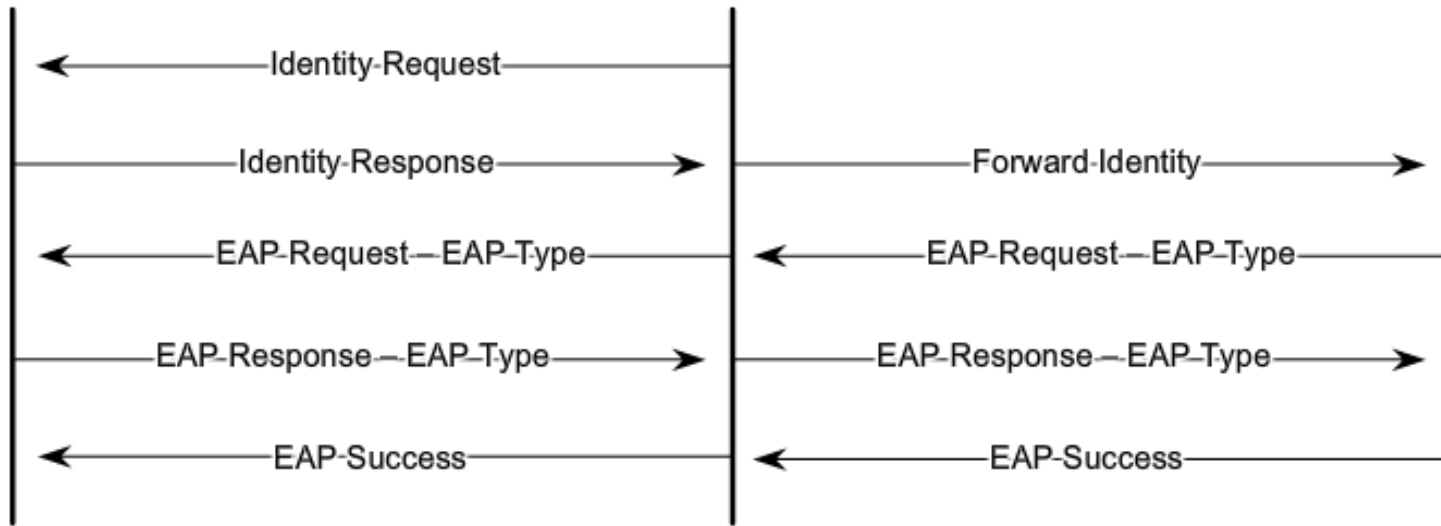 Identity Request
Identity Response
Forward Identity
EAP-Request – EAP-Type
EAP-Request – EAP-Type
EAP-Response – EAP-Type
EAP-Response – EAP-Type
EAP-Success
EAP-Success